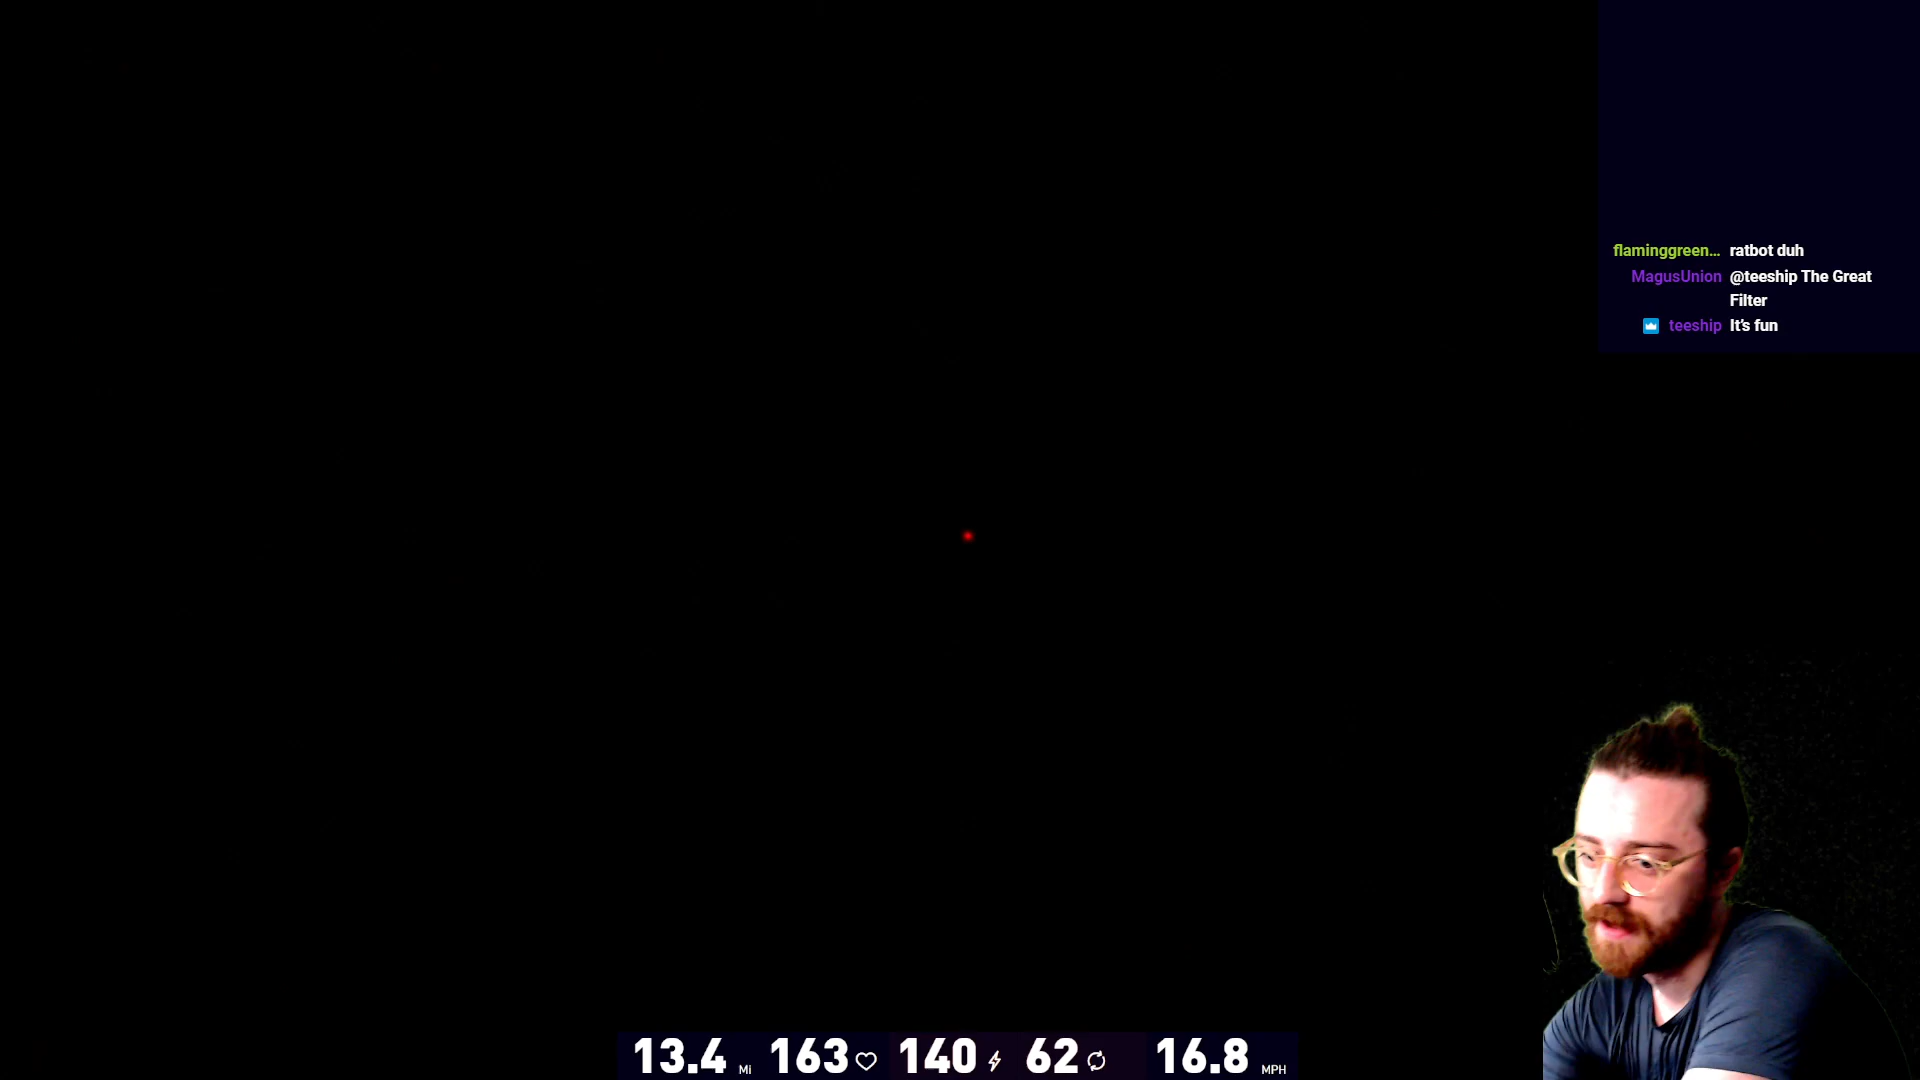 flaminggreen... ratbot duh
MagusUnion @teeship The Great
Filter
teeship It's fun
13.4 Mi 163 140 62 16.8 MPH